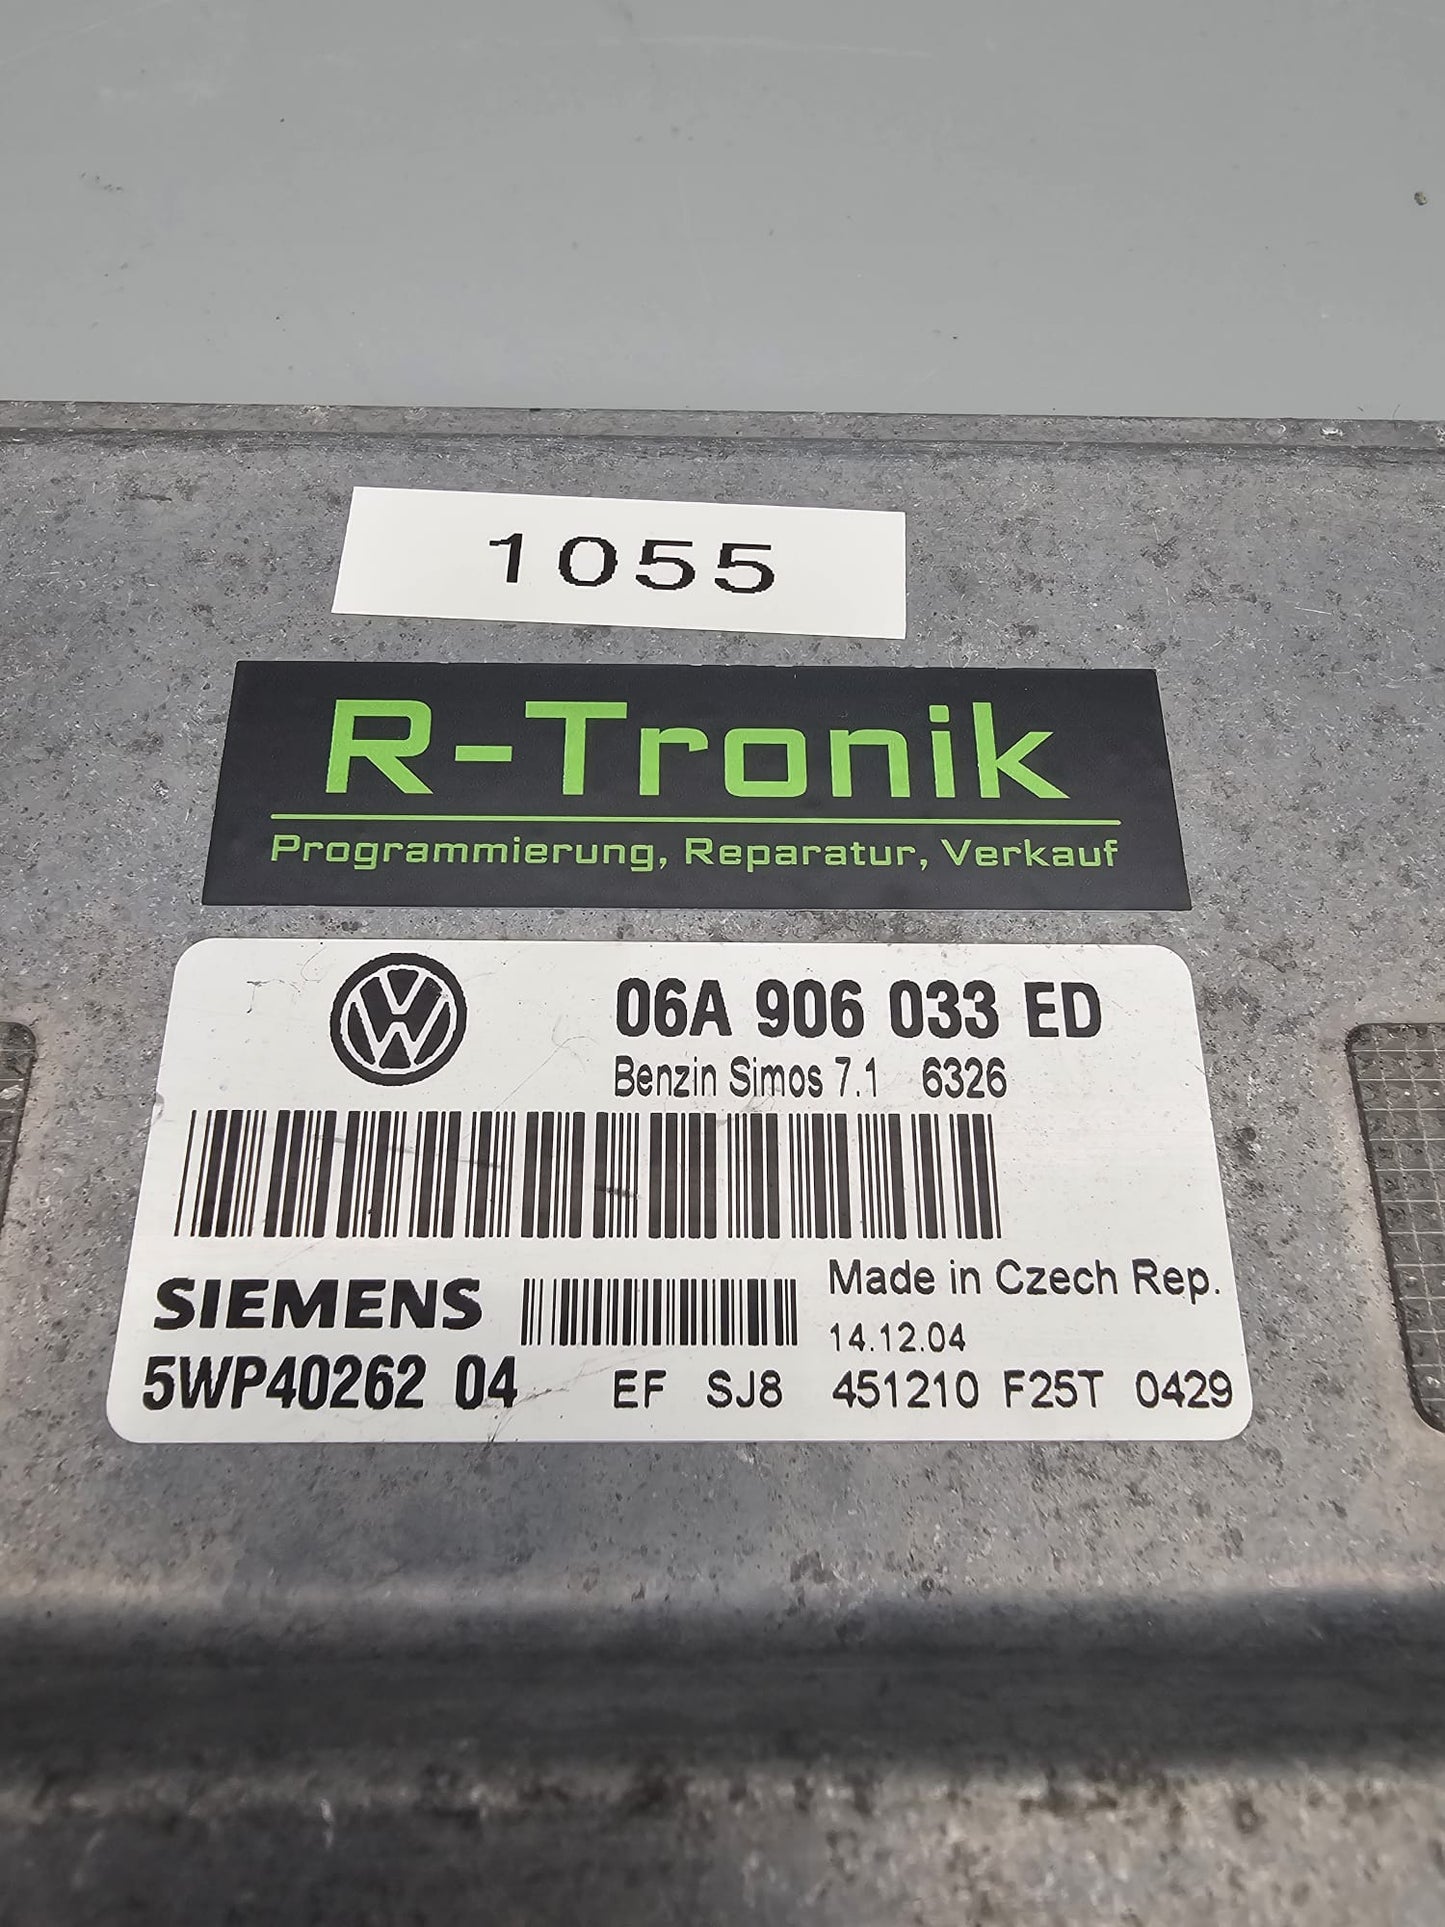 1055
R-Tronik
Programmierung, Reparatur, Verkauf
06A 906 033 ED
Benzin Simos 7.1 6326
SIEMENS
Made in Czech Rep.
14.12.04
5WP40262 04 EF SJ8 451210 F25T 0429